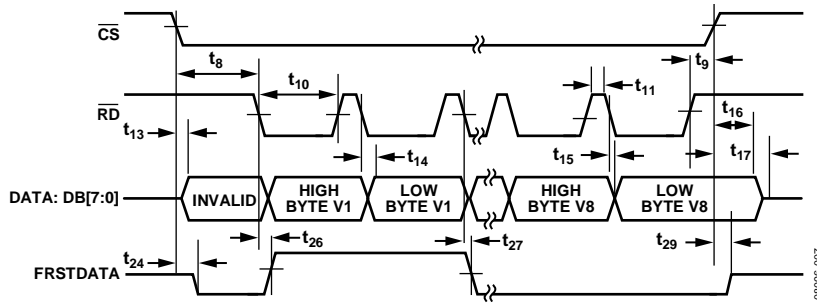 CS
t8
t9
t10
t11
RD
t16
t13
t14
t15
t17
DATA: DB[7:0]
INVALID
HIGH BYTE V1
LOW BYTE V1
HIGH BYTE V8
LOW BYTE V8
t24
t26
t27
t29
FRSTDATA